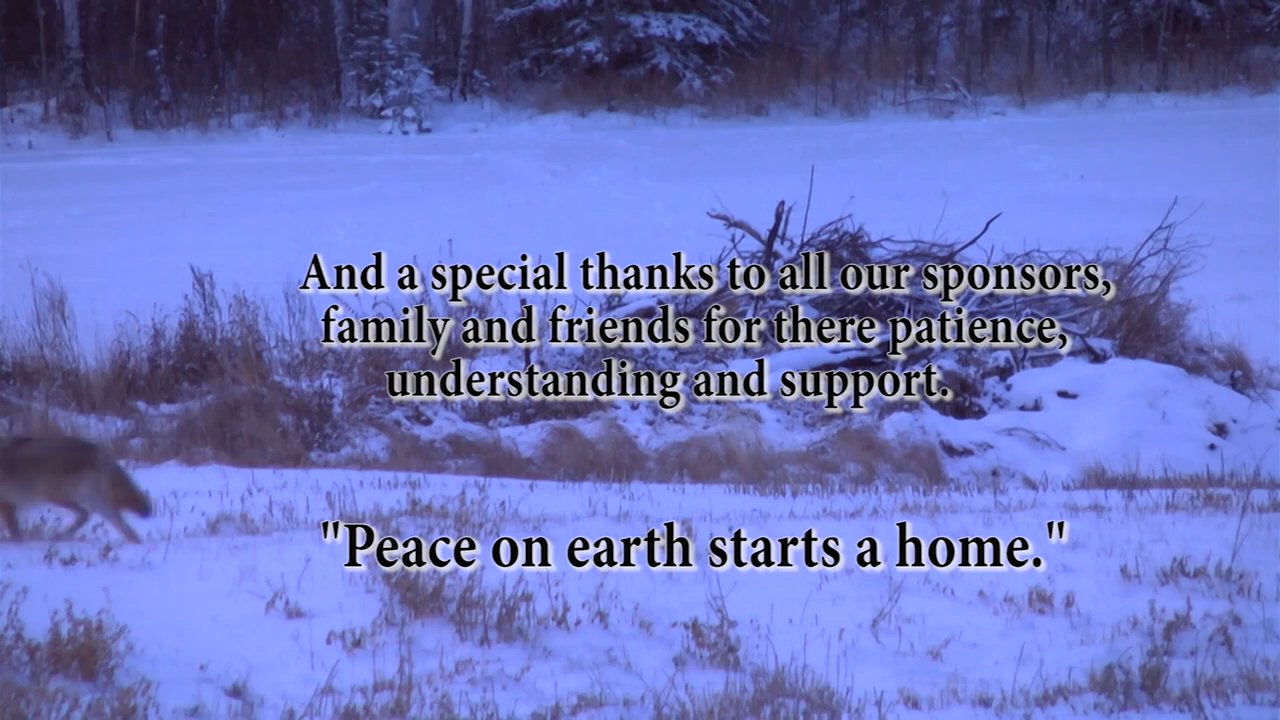 And a special thanks to all our sponsors,
family and friends for there patience,
understanding and support.
"Peace on earth starts a home."